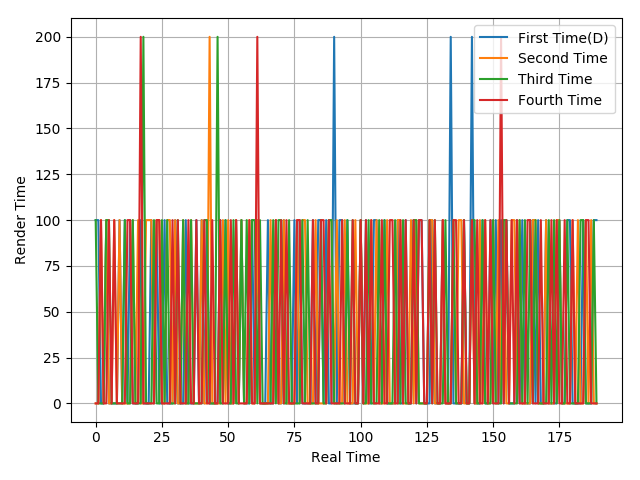 First Time(D)
Second Time
Third Time
Fourth Time
200
175
150
125
100
75
50
25
0
Render Time
0 25 50 75 100 125 150 175
Real Time